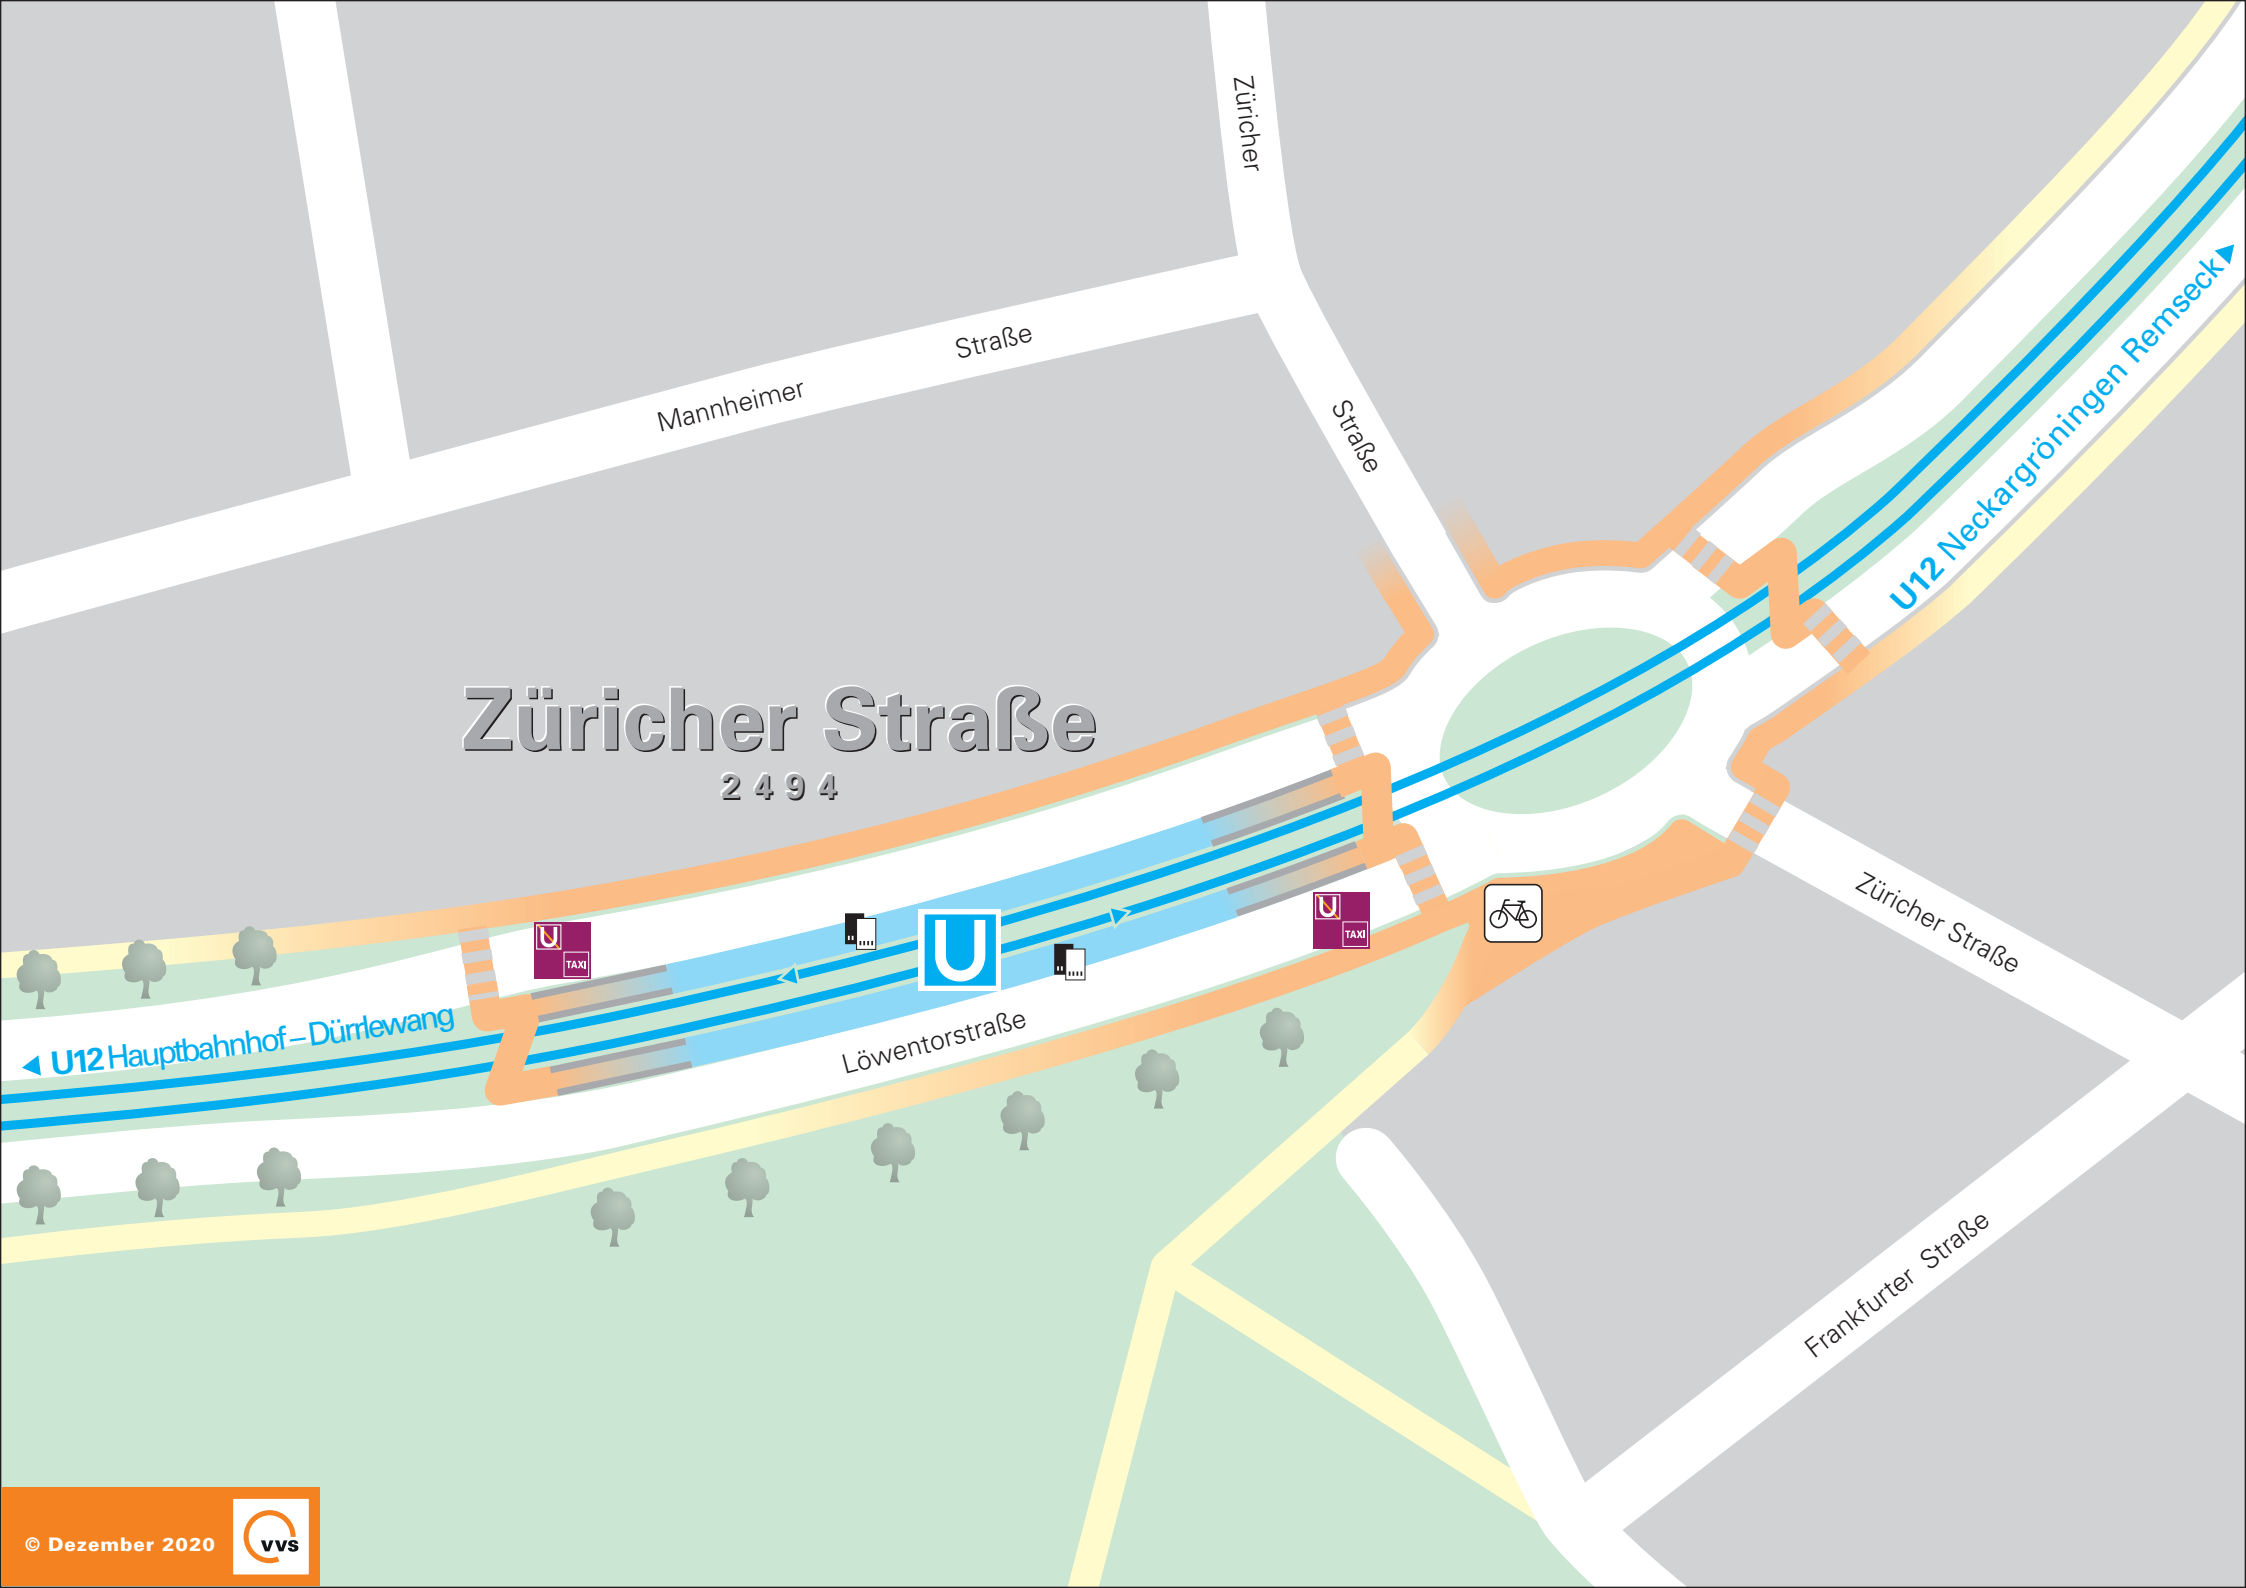 Züricher
Straße
Mannheimer Straße
U12 Neckargröningen Remseck
Züricher Straße
2494
Züricher Straße
U
TAXI
U
TAXI
U
U12 Hauptbahnhof – Dürrlewang
Löwentorstraße
Frankfurter Straße
© Dezember 2020
vvs